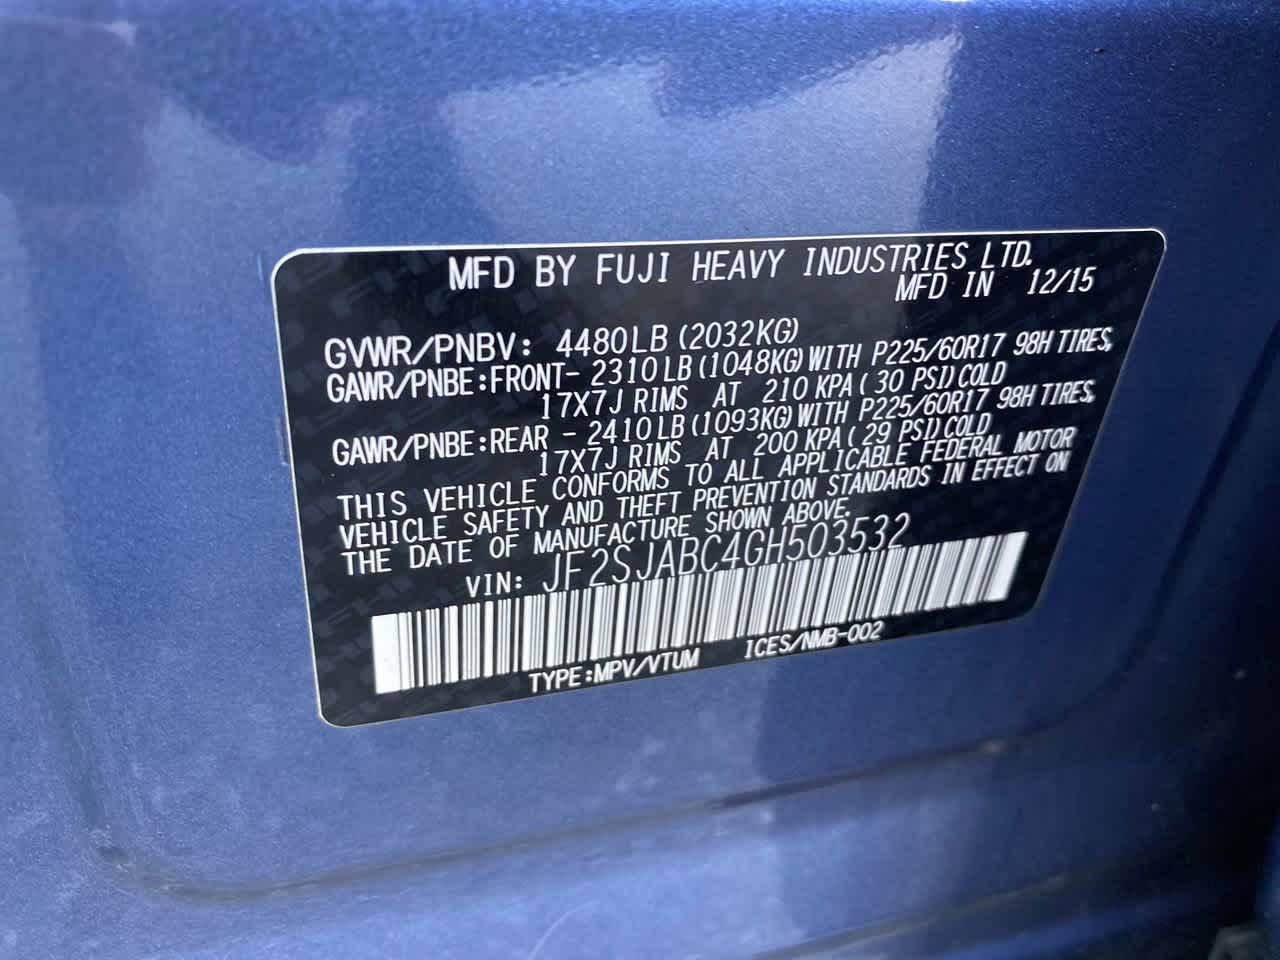 MFD BY FUJI HEAVY INDUSTRIES LTD.
MFD IN 12/15
GVWR/PNBV: 4480LB (2032KG)
GAWR/PNBE:FRONT- 2310LB (1048KG) WITH P225/60R17 98H TIRES,
17X7J RIMS AT 210 KPA ( 30 PSI) COLD
GAWR/PNBE:REAR - 2410LB (1093KG) WITH P225/60R17 98H TIRES,
17X7J RIMS AT 200 KPA ( 29 PSI) COLD
THIS VEHICLE CONFORMS TO ALL APPLICABLE FEDERAL MOTOR
VEHICLE SAFETY AND THEFT PREVENTION STANDARDS IN EFFECT ON
THE DATE OF MANUFACTURE SHOWN ABOVE.
VIN: JF2SJABC4GH503532
TYPE:MPV/VTUM ICES/NMB-002